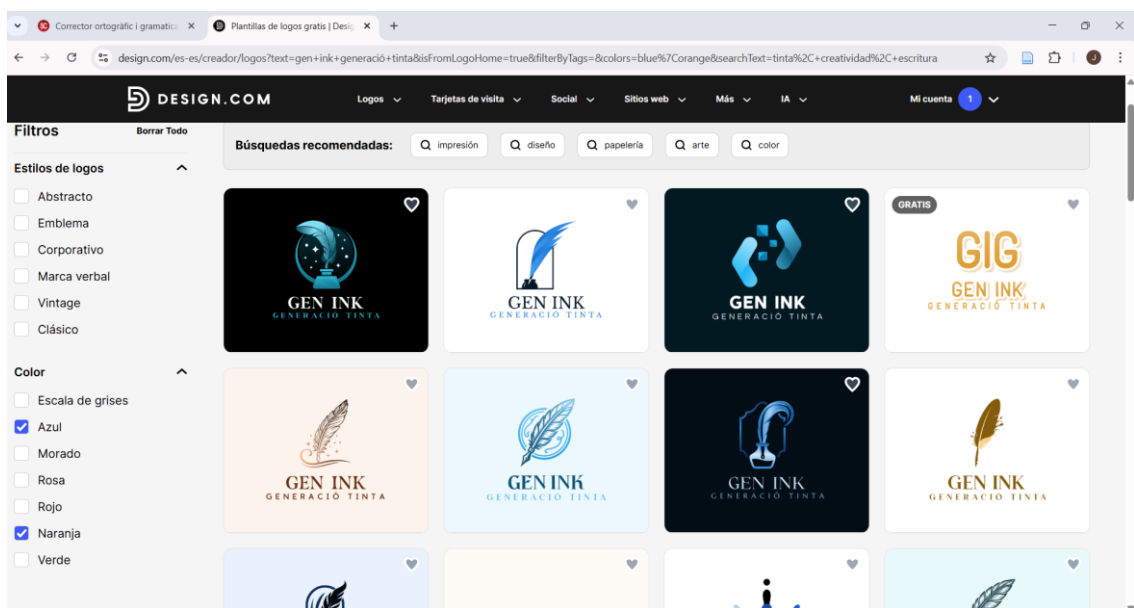 Corrector ortogràfic i gramatica
Plantillas de logos gratis | Desig
design.com/es-es/creador/logos?text=gen+ink+generació+tinta&isFromLogoHome=true&filterByTags=&colors=blue%7Corange&searchText=tinta%2C+creatividad%2C+escritura
J
DESIGN.COM
Logos
Tarjetas de visita
Social
Sitios web
Más
IA
Mi cuenta
1
Filtros
Borrar Todo
Búsquedas recomendadas:
impresión
diseño
papelería
arte
color
Estilos de logos
Abstracto
Emblema
Corporativo
Marca verbal
Vintage
Clásico
Color
Escala de grises
Azul
Morado
Rosa
Rojo
Naranja
Verde
GEN INK
GENERACIÓ TINTA
GEN INK
GENERACIÓ TINTA
GEN INK
GENERACIÓ TINTA
GRATIS
GIG
GEN INK
GENERACIÓ TINTA
GEN INK
GENERACIÓ TINTA
GEN INK
GENERACIÓ TINTA
GEN INK
GENERACIÓ TINTA
GEN INK
GENERACIÓ TINTA